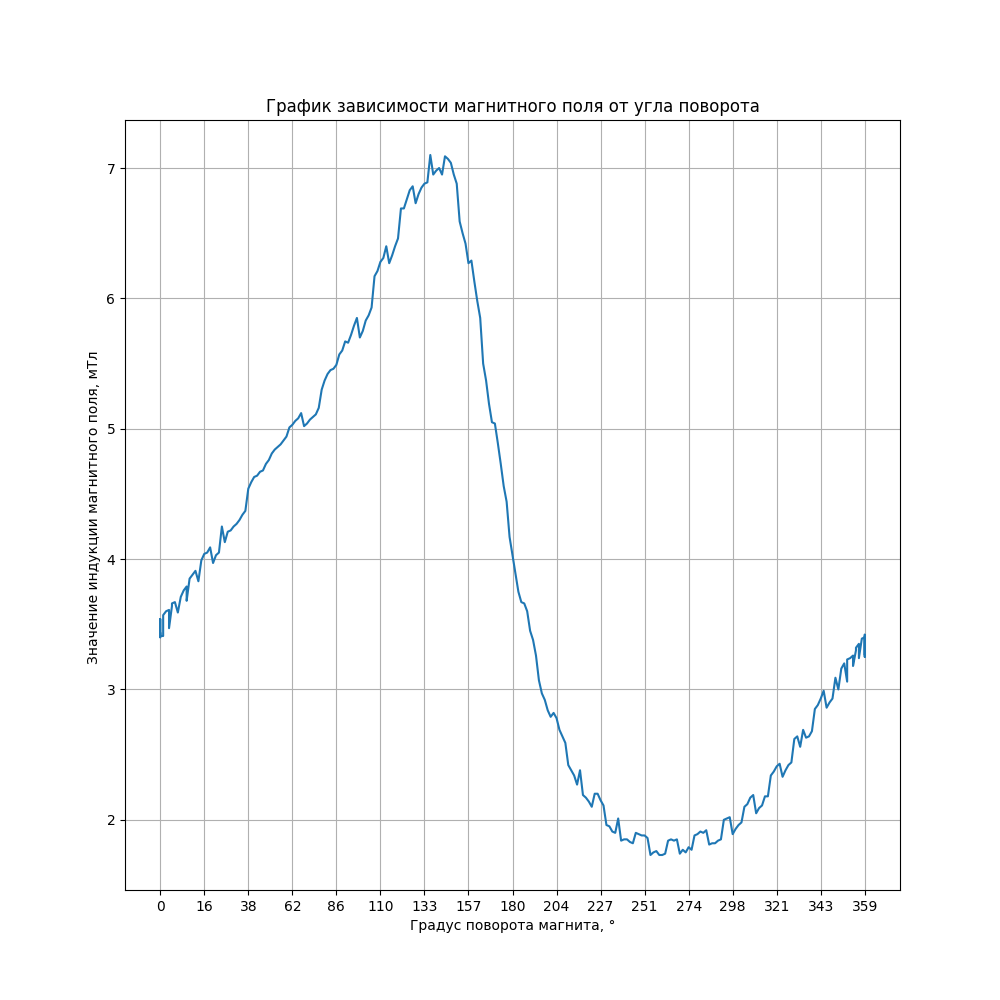 График зависимости магнитного поля от угла поворота
Значение индукции магнитного поля, мТл
7
6
5
4
3
2
0 16 38 62 86 110 133 157 180 204 227 251 274 298 321 343 359
Градус поворота магнита, °